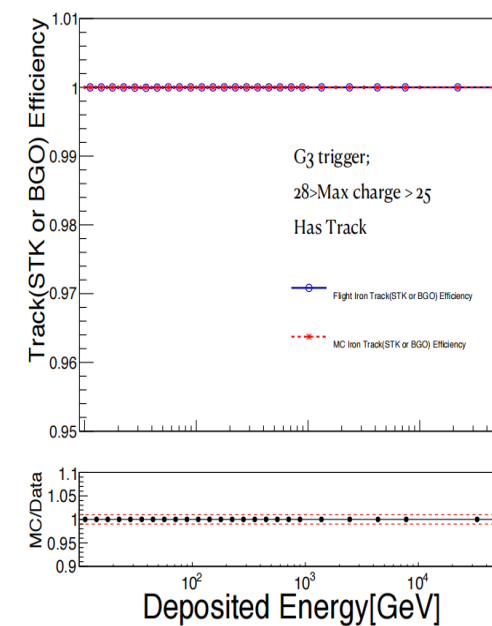 Track(STK or BGO) Efficiency
1.01
1
0.99
0.98
0.97
0.96
0.95
G3 trigger;
28>Max charge > 25
Has Track
Flight Iron Track(STK or BGO) Efficiency
MC Iron Track(STK or BGO) Efficiency
MC/Data
1.1
1.05
1
0.95
0.9
10² 10³ 10⁴
Deposited Energy[GeV]